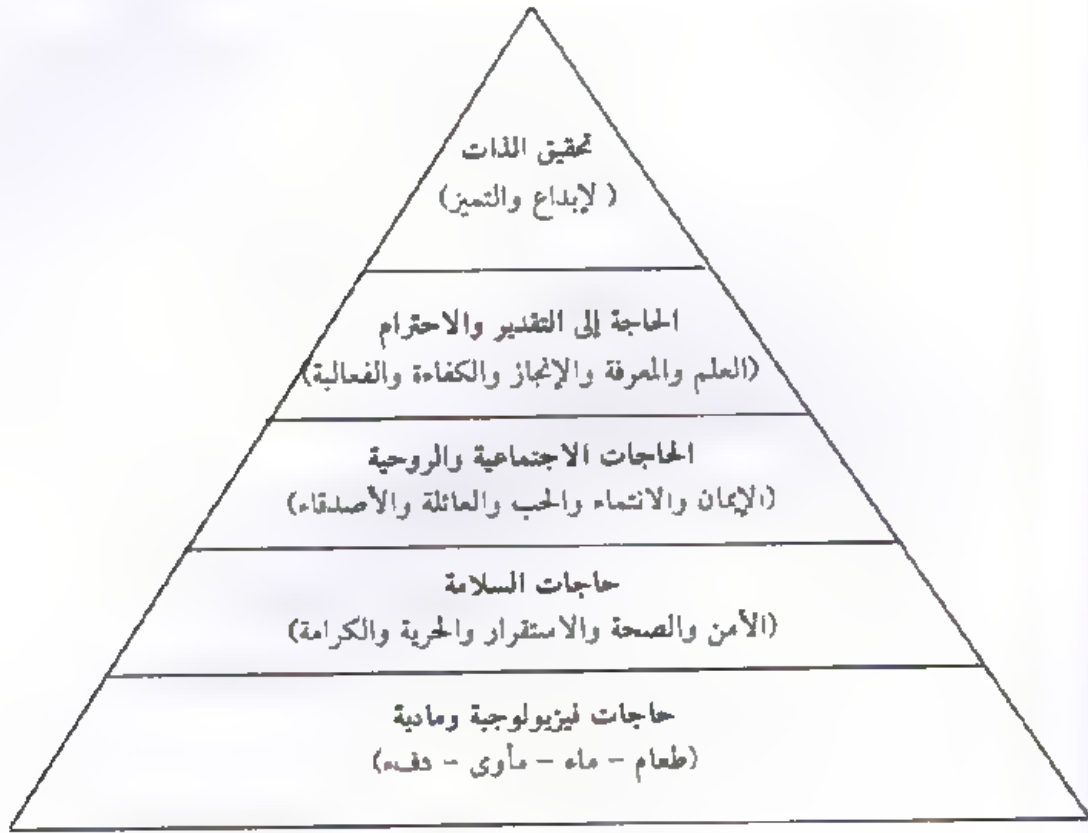 تحقيق الذات
( لإبداع والتميز)
الحاجة إلى التقدير والاحترام
(العلم والمعرفة والإنجاز والكفاءة والفعالية)
الحاجات الاجتماعية والروحية
(الإيمان والانتماء والحب والعائلة والأصدقاء)
حاجات السلامة
(الأمن والصحة والاستقرار والحرية والكرامة)
حاجات فيزيولوجية ومادية
(طعام - ماء - مأوى - دفء)